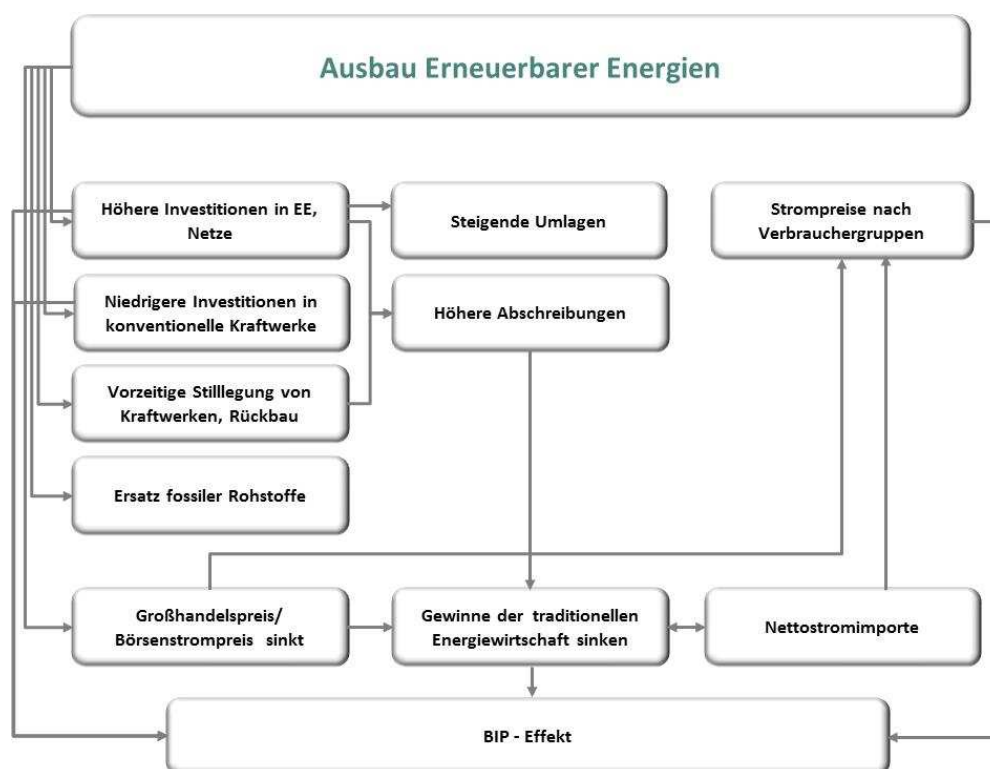 Ausbau Erneuerbarer Energien
Höhere Investitionen in EE,
Netze
Steigende Umlagen
Strompreise nach
Verbrauchergruppen
Niedrigere Investitionen in
konventionelle Kraftwerke
Höhere Abschreibungen
Vorzeitige Stilllegung von
Kraftwerken, Rückbau
Ersatz fossiler Rohstoffe
Großhandelspreis/
Börsenstrompreis sinkt
Gewinne der traditionellen
Energiewirtschaft sinken
Nettostromimporte
BIP - Effekt